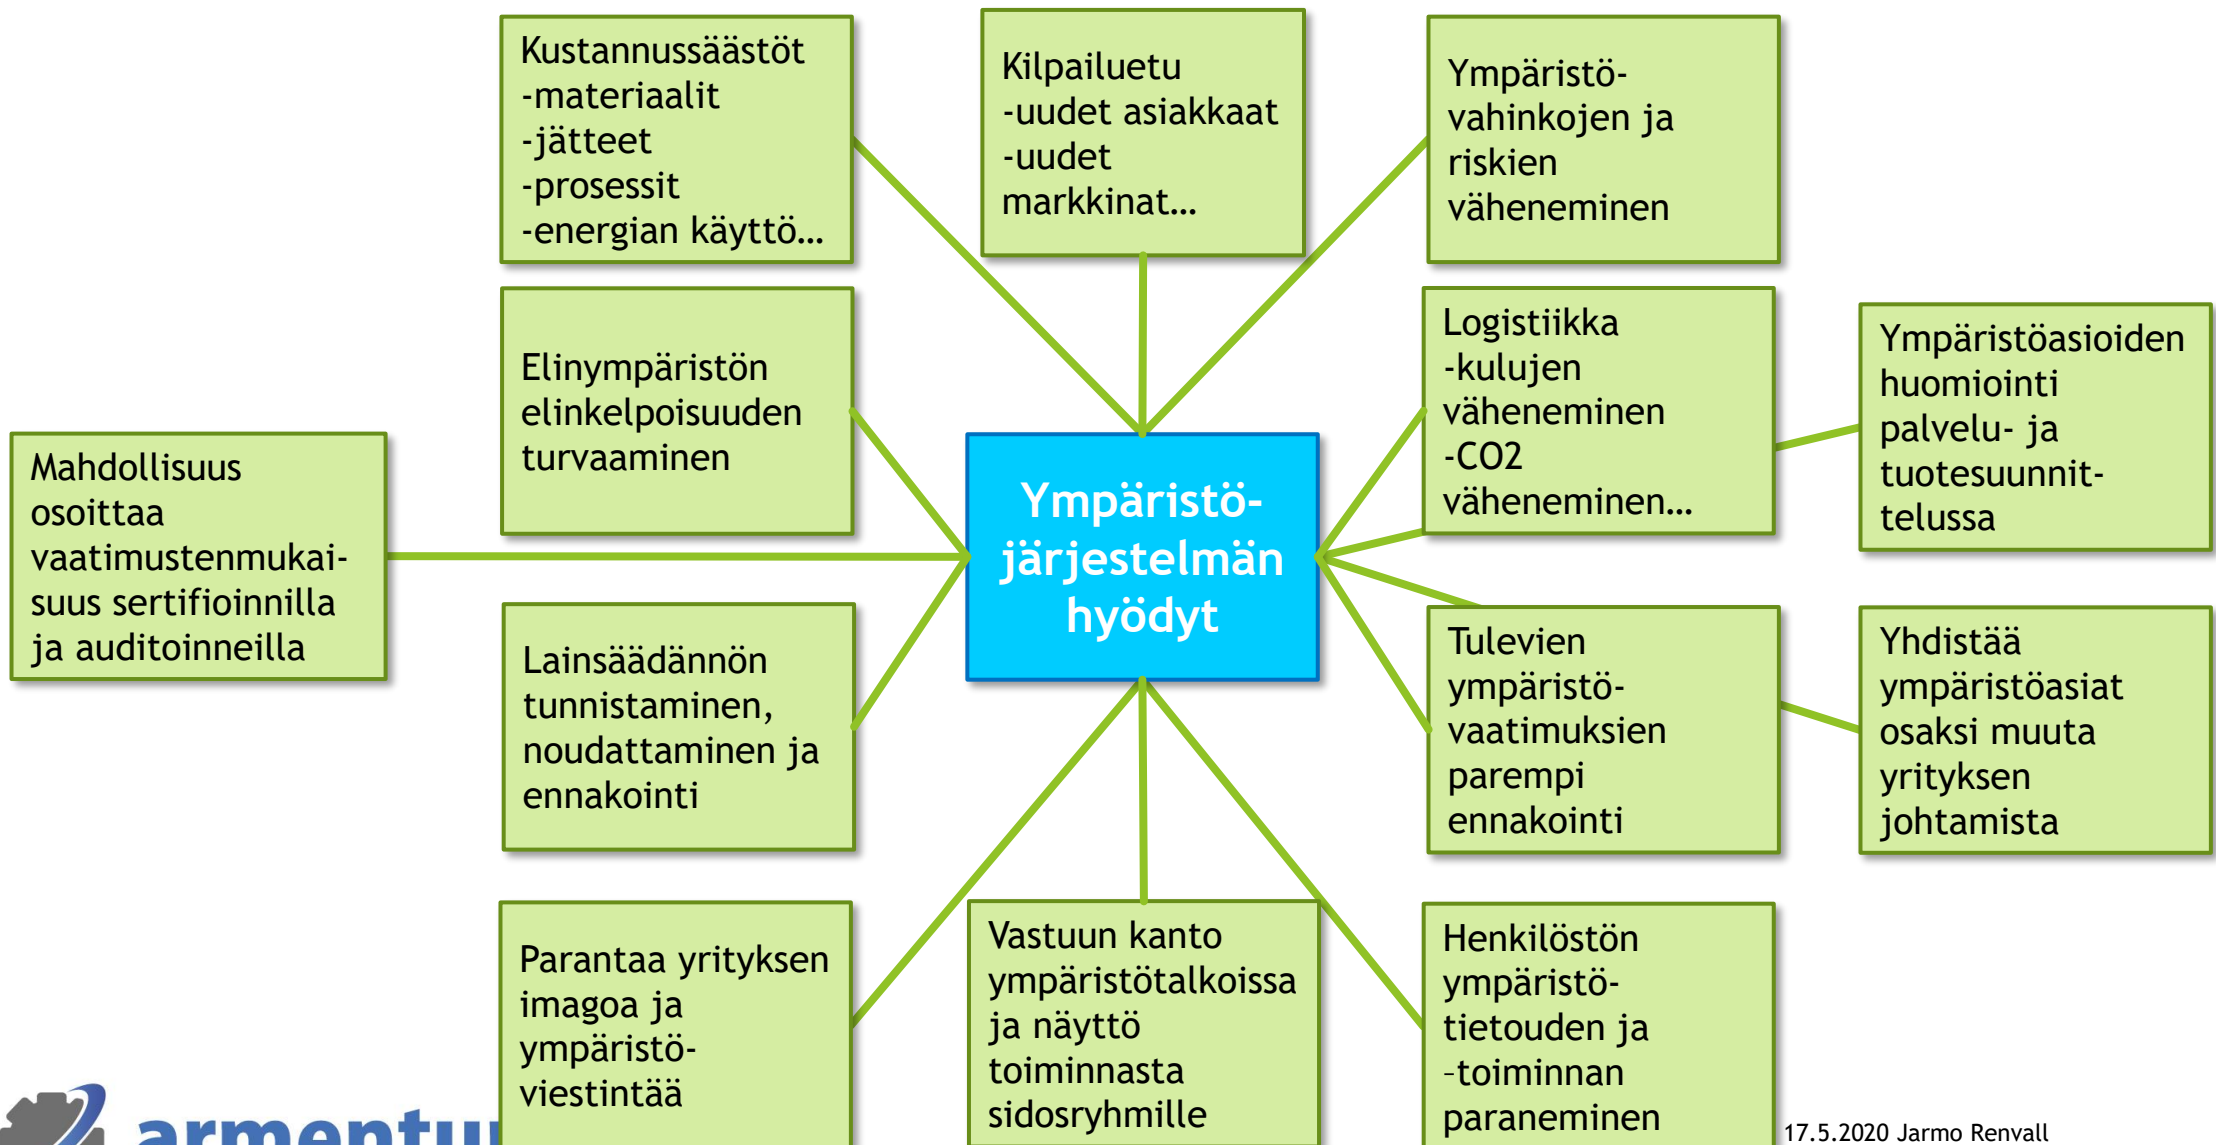 Kustannussäästöt
-materiaalit
-jätteet
-prosessit
-energian käyttö…
Kilpailuetu
-uudet asiakkaat
-uudet
markkinat…
Ympäristö-
vahinkojen ja
riskien
väheneminen
Elinympäristön
elinkelpoisuuden
turvaaminen
Logistiikka
-kulujen
väheneminen
-CO2
väheneminen…
Ympäristöasioiden
huomiointi
palvelu- ja
tuotesuunnit-
telussa
Mahdollisuus
osoittaa
vaatimustenmukai-
suus sertifioinnilla
ja auditoinneilla
Ympäristö-
järjestelmän
hyödyt
Lainsäädännön
tunnistaminen,
noudattaminen ja
ennakointi
Tulevien
ympäristö-
vaatimuksien
parempi
ennakointi
Yhdistää
ympäristöasiat
osaksi muuta
yrityksen
johtamista
Parantaa yrityksen
imagoa ja
ympäristö-
viestintää
Vastuun kanto
ympäristötalkoissa
ja näyttö
toiminnasta
sidosryhmille
Henkilöstön
ympäristö-
tietouden ja
–toiminnan
paraneminen
17.5.2020 Jarmo Renvall